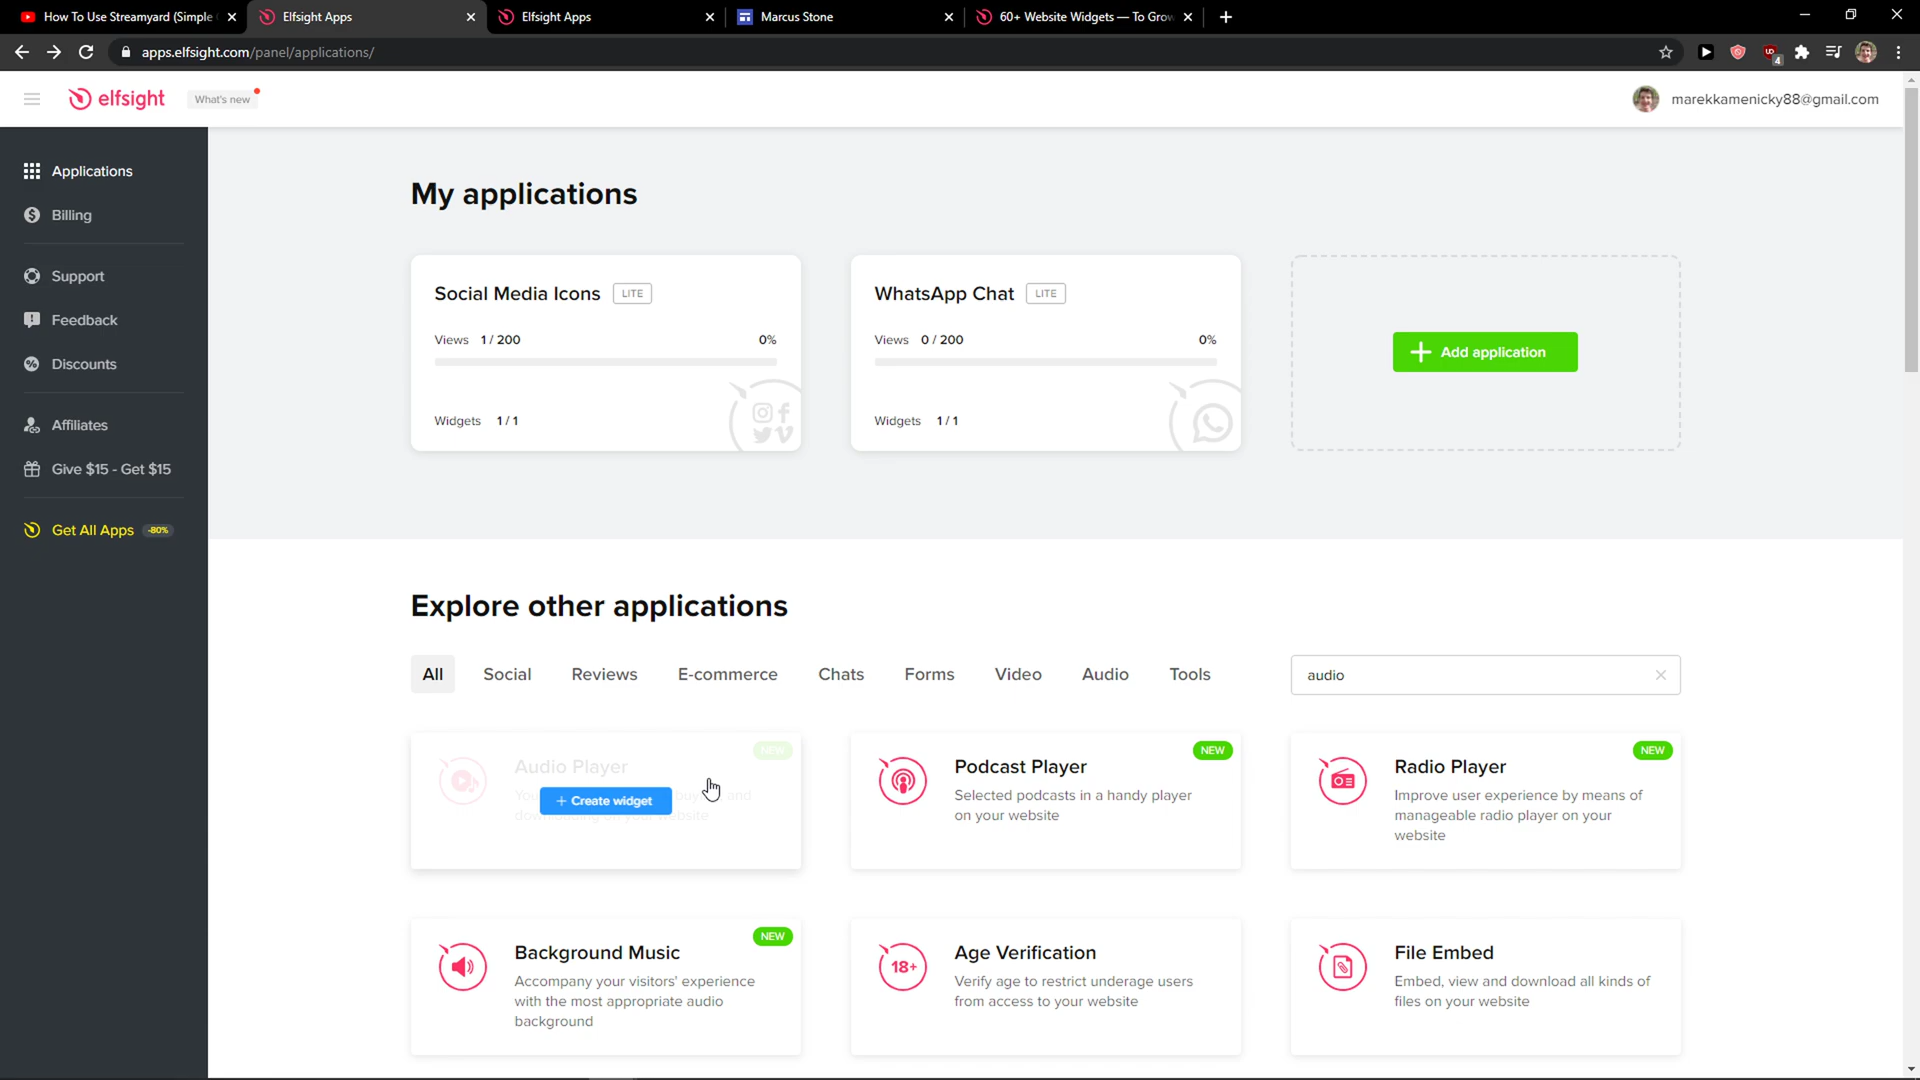 How To Use Streamyard (Simple
Elfsight Apps
Elfsight Apps
Marcus Stone
60+ Website Widgets — To Grow
apps.elfsight.com/panel/applications/
4
elfsight
What's new
marekkamenicky88@gmail.com
Applications
Billing
Support
Feedback
Discounts
Affiliates
Give $15 - Get $15
Get All Apps -80%
My applications
Social Media Icons LITE
Views 1 / 200 0%
Widgets 1 / 1
WhatsApp Chat LITE
Views 0 / 200 0%
Widgets 1 / 1
Add application
Explore other applications
All Social Reviews E-commerce Chats Forms Video Audio Tools
audio
NEW
Audio Player
+ Create widget
NEW
Podcast Player
Selected podcasts in a handy player
on your website
NEW
Radio Player
Improve user experience by means of
manageable radio player on your
website
NEW
Background Music
Accompany your visitors' experience
with the most appropriate audio
background
18+
Age Verification
Verify age to restrict underage users
from access to your website
File Embed
Embed, view and download all kinds of
files on your website